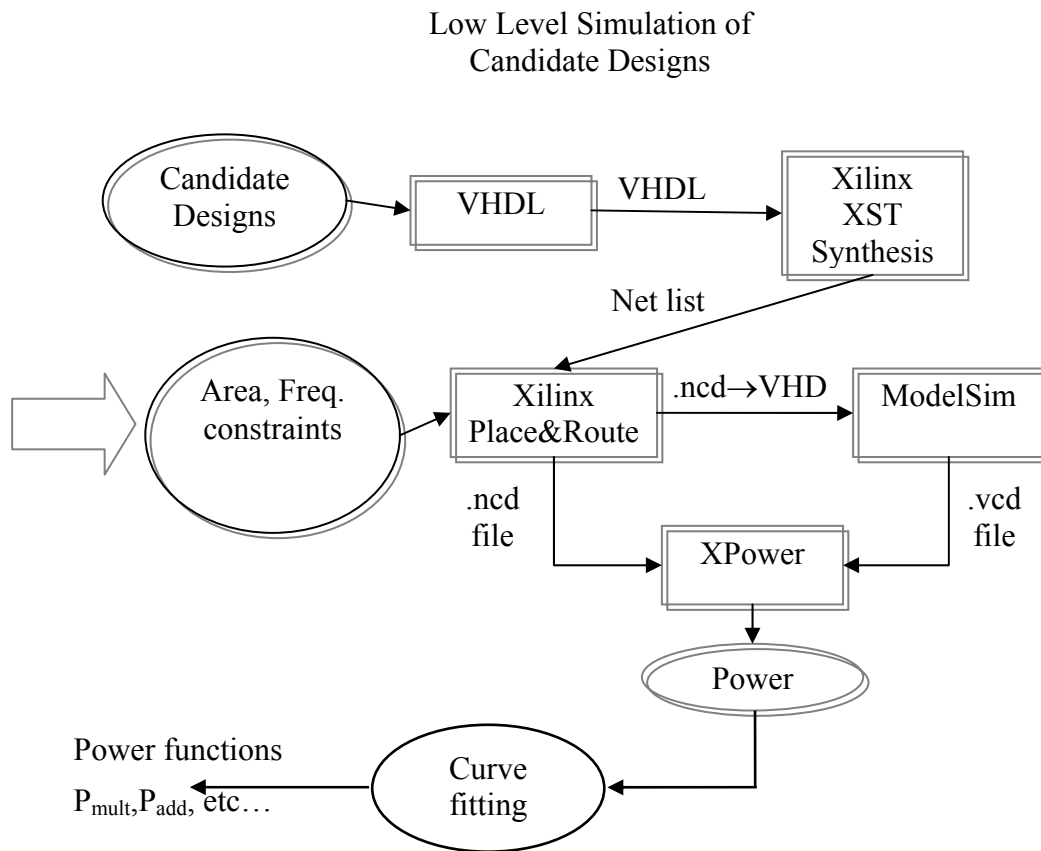 Low Level Simulation of
Candidate Designs
Candidate
Designs
VHDL
VHDL
Xilinx
XST
Synthesis
Net list
Area, Freq.
constraints
Xilinx
Place&Route
.ncd→VHD
ModelSim
.ncd
file
.vcd
file
XPower
Power
Curve
fitting
Power functions
Pmult,Padd, etc…